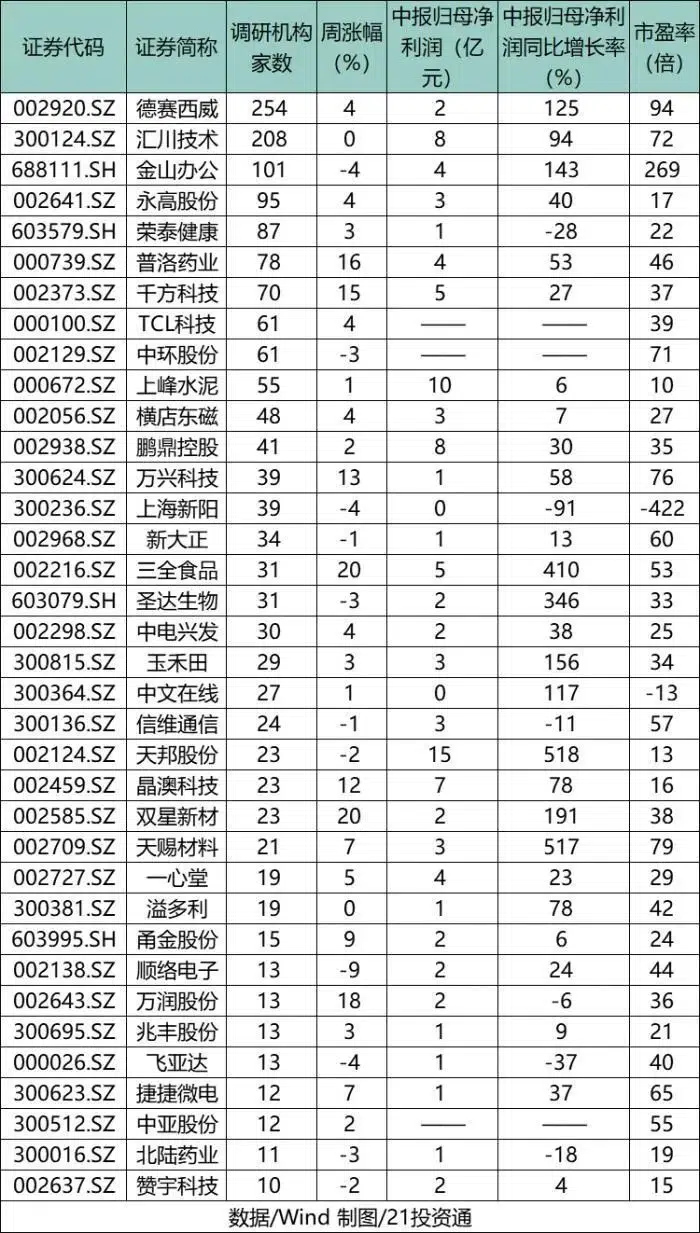 证券代码 证券简称 调研机构家数 周涨幅（%） 中报归母净利润（亿元） 中报归母净利润同比增长率（%） 市盈率（倍）
002920.SZ 德赛西威 254 4 2 125 94
300124.SZ 汇川技术 208 0 8 94 72
688111.SH 金山办公 101 -4 4 143 269
002641.SZ 永高股份 95 4 3 40 17
603579.SH 荣泰健康 87 3 1 -28 22
000739.SZ 普洛药业 78 16 4 53 46
002373.SZ 千方科技 70 15 5 27 37
000100.SZ TCL科技 61 4 —— —— 39
002129.SZ 中环股份 61 -3 —— —— 71
000672.SZ 上峰水泥 55 1 10 6 10
002056.SZ 横店东磁 48 4 3 7 27
002938.SZ 鹏鼎控股 41 2 8 30 35
300624.SZ 万兴科技 39 13 1 58 76
300236.SZ 上海新阳 39 -4 0 -91 -422
002968.SZ 新大正 34 -1 1 13 60
002216.SZ 三全食品 31 20 5 410 53
603079.SH 圣达生物 31 -3 2 346 33
002298.SZ 中电兴发 30 4 2 38 25
300815.SZ 玉禾田 29 3 3 156 34
300364.SZ 中文在线 27 1 0 117 -13
300136.SZ 信维通信 24 -1 3 -11 57
002124.SZ 天邦股份 23 -2 15 518 13
002459.SZ 晶澳科技 23 12 7 78 16
002585.SZ 双星新材 23 20 2 191 38
002709.SZ 天赐材料 21 7 3 517 79
002727.SZ 一心堂 19 5 4 23 29
300381.SZ 溢多利 19 0 1 78 42
603995.SH 甬金股份 15 9 2 6 24
002138.SZ 顺络电子 13 -9 2 24 44
002643.SZ 万润股份 13 18 2 -6 36
300695.SZ 兆丰股份 13 3 1 9 21
000026.SZ 飞亚达 13 -4 1 -37 40
300623.SZ 捷捷微电 12 7 1 37 65
300512.SZ 中亚股份 12 2 —— —— 55
300016.SZ 北陆药业 11 -3 1 -18 19
002637.SZ 赞宇科技 10 -2 2 4 15
数据/Wind 制图/21投资通